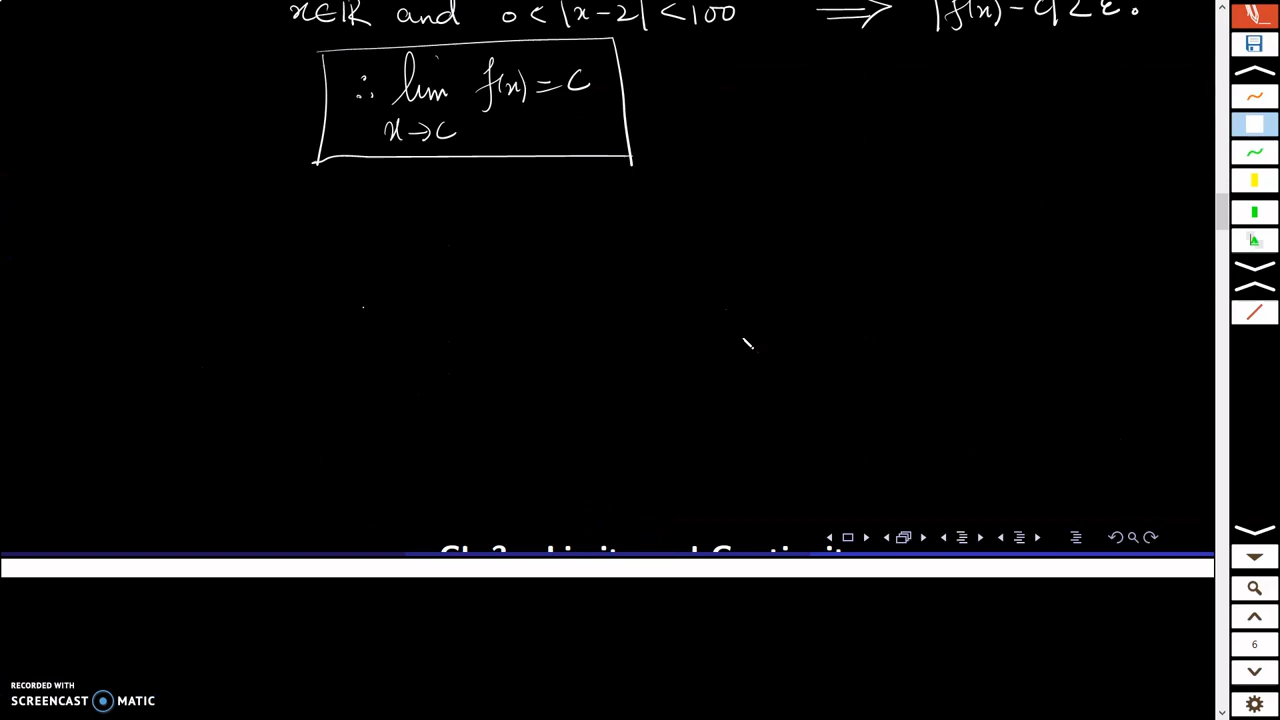 x∈ℝ and 0 < |x-2| < 100 ⟹ |f(x) - c| < ε.
∴ lim f(x) = c
x→c
6
RECORDED WITH
SCREENCAST MATIC